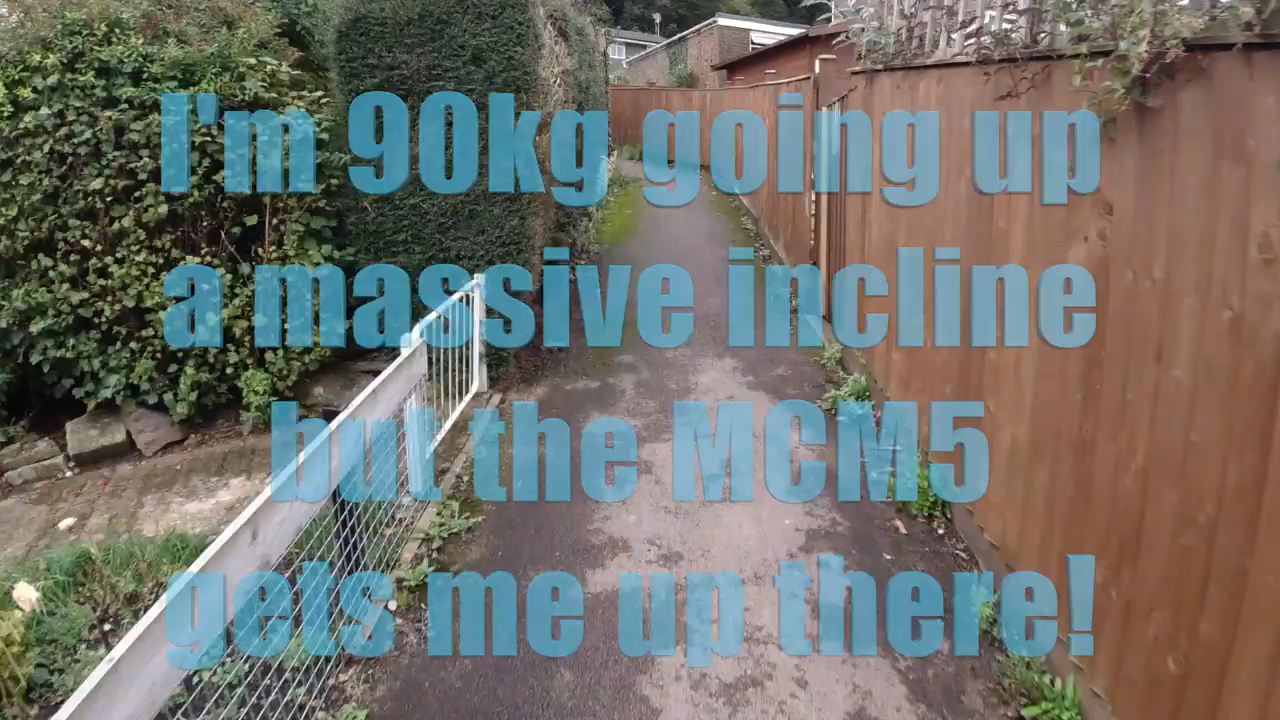 I'm 90kg going up
a massive incline
but the MCM5
gets me up there!